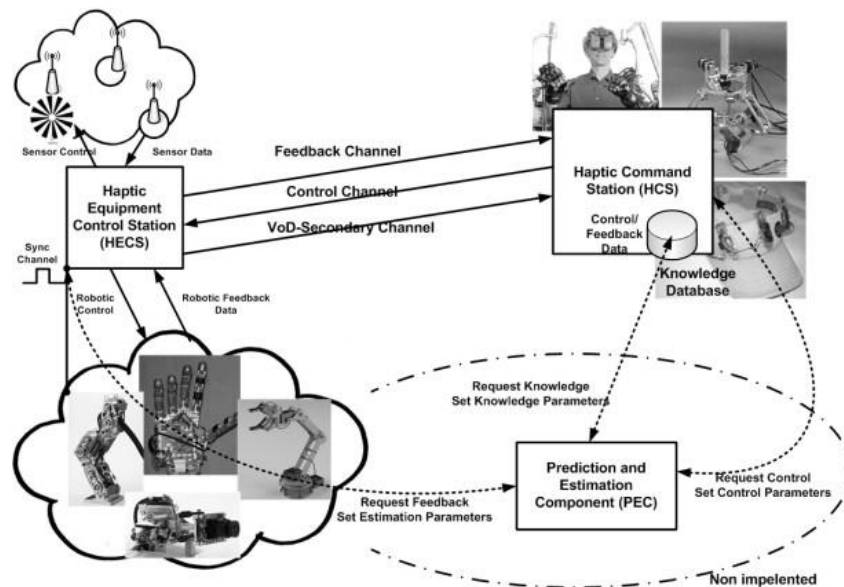 Sensor Control
Sensor Data
Haptic
Equipment
Control Station
(HECS)
Feedback Channel
Control Channel
VoD-Secondary Channel
Haptic Command
Station (HCS)
Control/
Feedback
Data
Knowledge
Database
Sync
Channel
Robotic
Control
Robotic Feedback
Data
Request Knowledge
Set Knowledge Parameters
Prediction and
Estimation
Component (PEC)
Request Control
Set Control Parameters
Request Feedback
Set Estimation Parameters
Non impelented